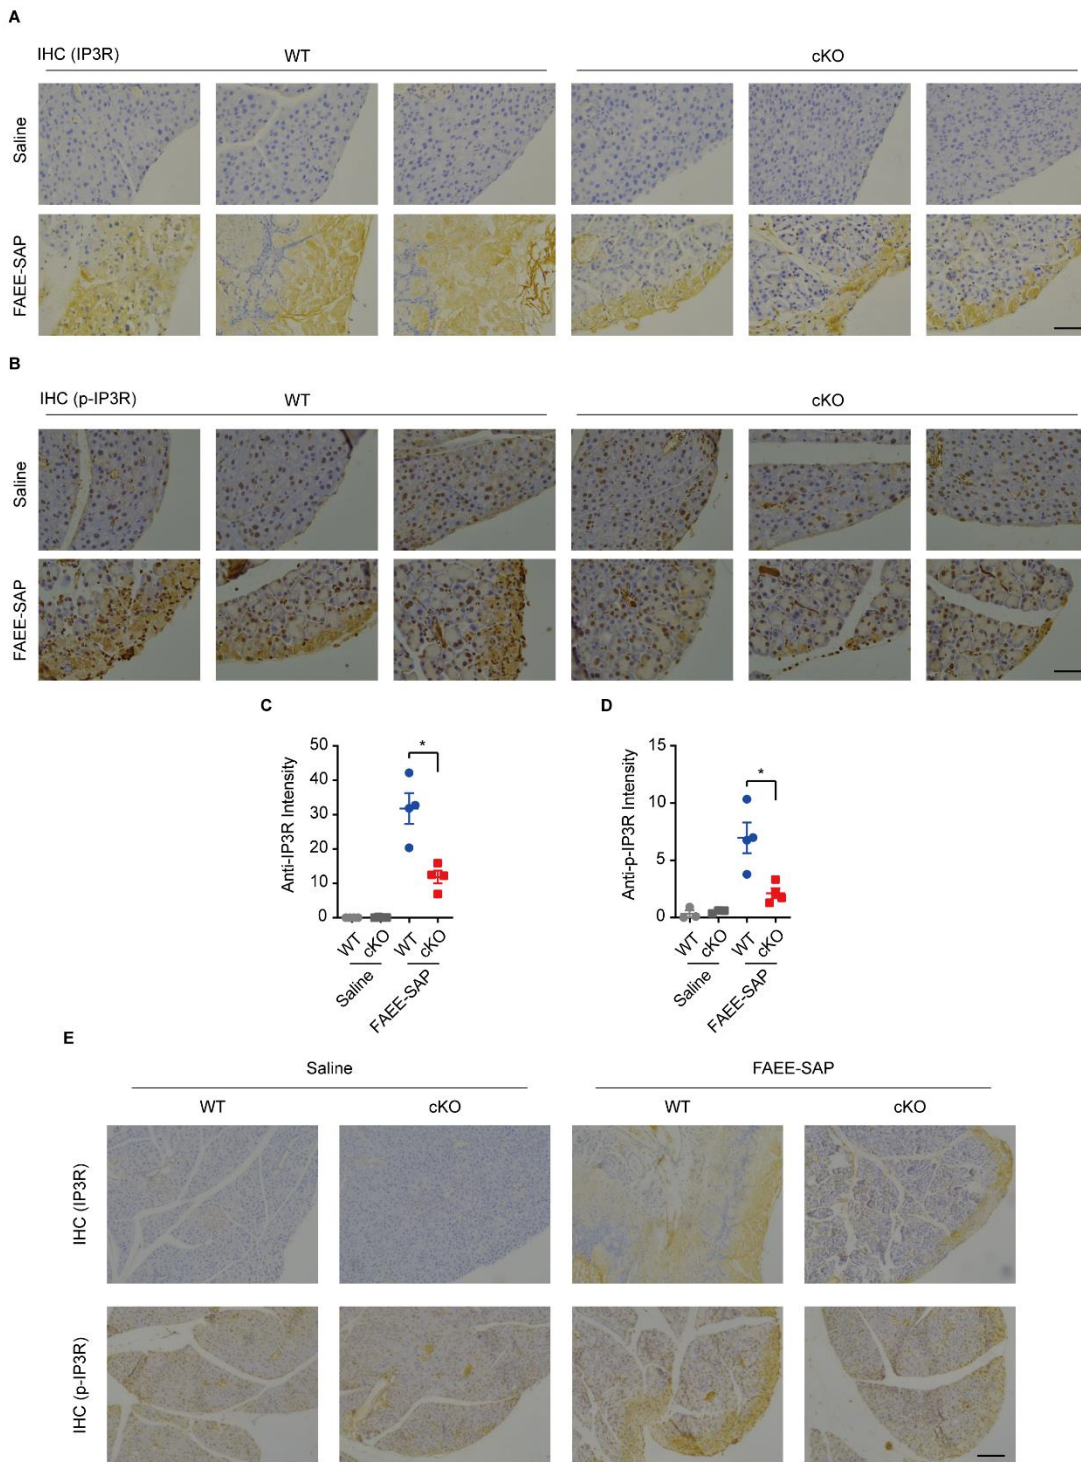 A
IHC (IP3R) WT cKO
Saline
FAEE-SAP
B
IHC (p-IP3R) WT cKO
Saline
FAEE-SAP
C
Anti-IP3R Intensity
50
40
30
20
10
0
*
WT cKO WT cKO
Saline FAEE-SAP
D
Anti-p-IP3R Intensity
15
10
5
0
*
WT cKO WT cKO
Saline FAEE-SAP
E
Saline FAEE-SAP
WT cKO WT cKO
IHC (IP3R)
IHC (p-IP3R)